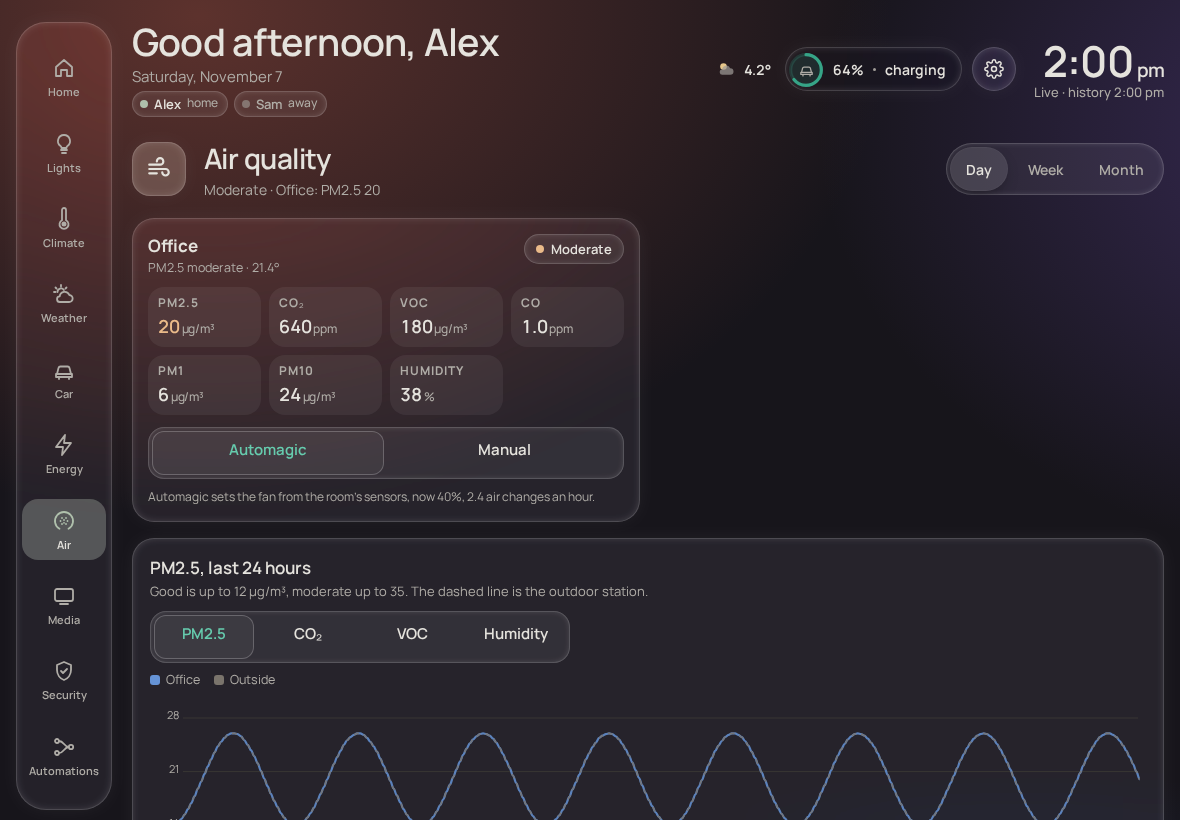 Good afternoon, Alex
Saturday, November 7
Alex home
Sam away
4.2°
64% · charging
2:00 pm
Live · history 2:00 pm
Home
Lights
Climate
Weather
Car
Energy
Air
Media
Security
Automations
Air quality
Moderate · Office: PM2.5 20
Day
Week
Month
Office
PM2.5 moderate · 21.4°
Moderate
PM2.5
20 µg/m³
CO₂
640 ppm
VOC
180 µg/m³
CO
1.0 ppm
PM1
6 µg/m³
PM10
24 µg/m³
HUMIDITY
38 %
Automagic
Manual
Automagic sets the fan from the room's sensors, now 40%, 2.4 air changes an hour.
PM2.5, last 24 hours
Good is up to 12 µg/m³, moderate up to 35. The dashed line is the outdoor station.
PM2.5
CO₂
VOC
Humidity
Office
Outside
28
21